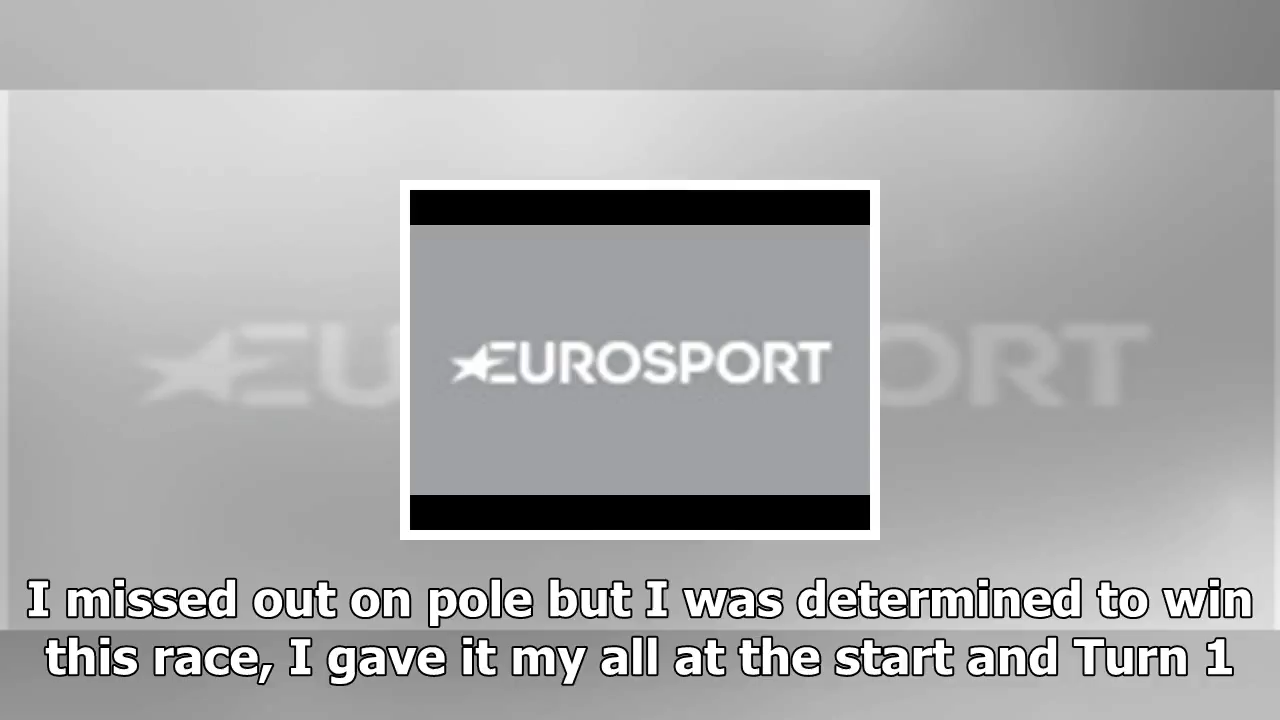 EUROSPORT
I missed out on pole but I was determined to win
this race, I gave it my all at the start and Turn 1